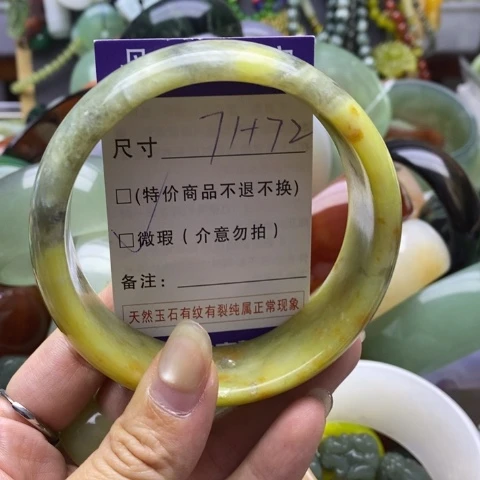 尺寸 71+72
□(特价商品不退不换)
□微瑕(介意勿拍)
备注:
天然玉石有纹有裂纯属正常现象